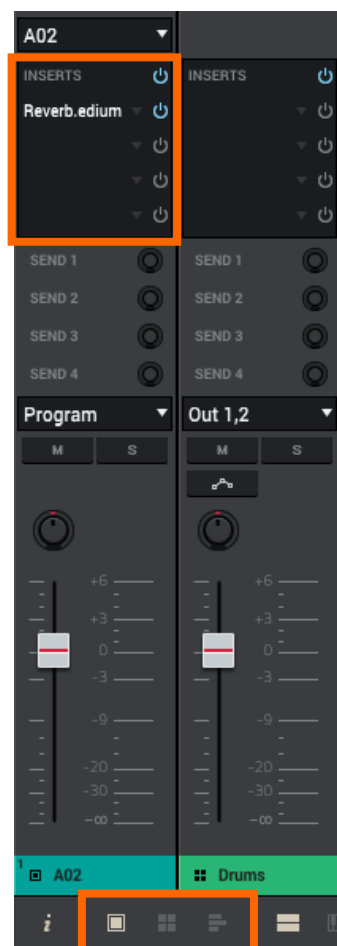 A02
INSERTS INSERTS
Reverb.edium
SEND 1 SEND 1
SEND 2 SEND 2
SEND 3 SEND 3
SEND 4 SEND 4
Program Out 1,2
M S M S
+6 +6
+3 +3
0 0
-3 -3
-9 -9
-20 -20
-30 -30
-∞ -∞
1 A02 Drums
i